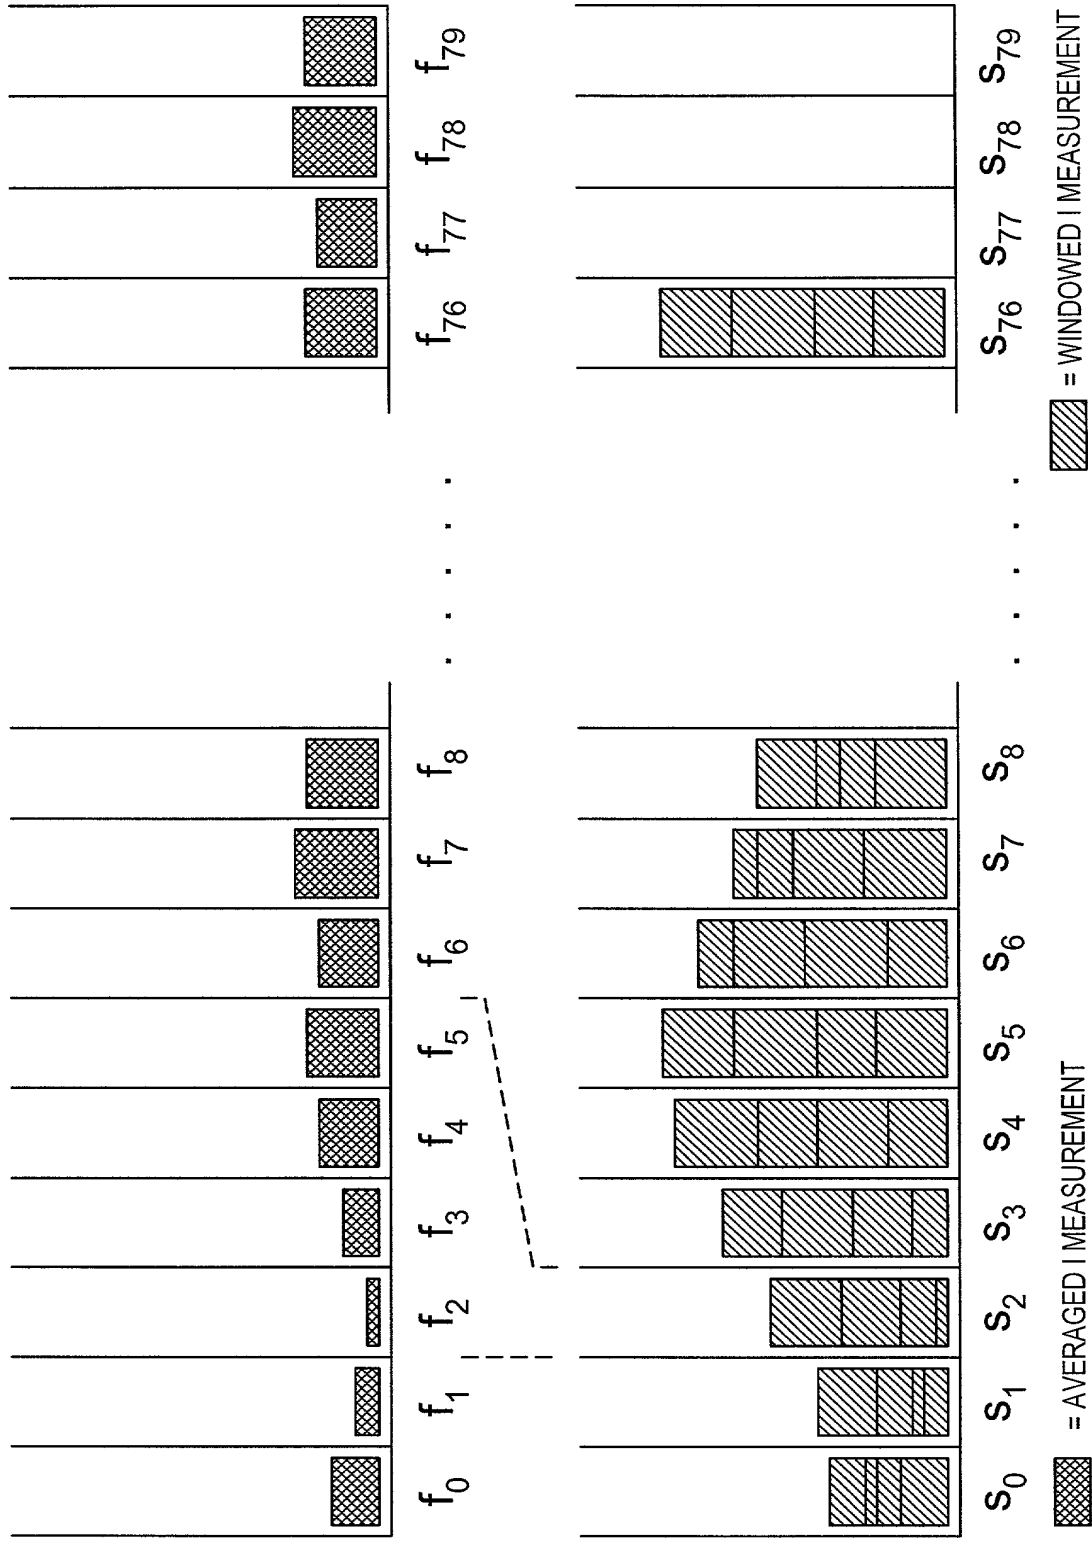 f0 f1 f2 f3 f4 f5 f6 f7 f8 . . . . . f76 f77 f78 f79
s0 s1 s2 s3 s4 s5 s6 s7 s8 . . . . . s76 s77 s78 s79
= AVERAGED I MEASUREMENT
= WINDOWED I MEASUREMENT